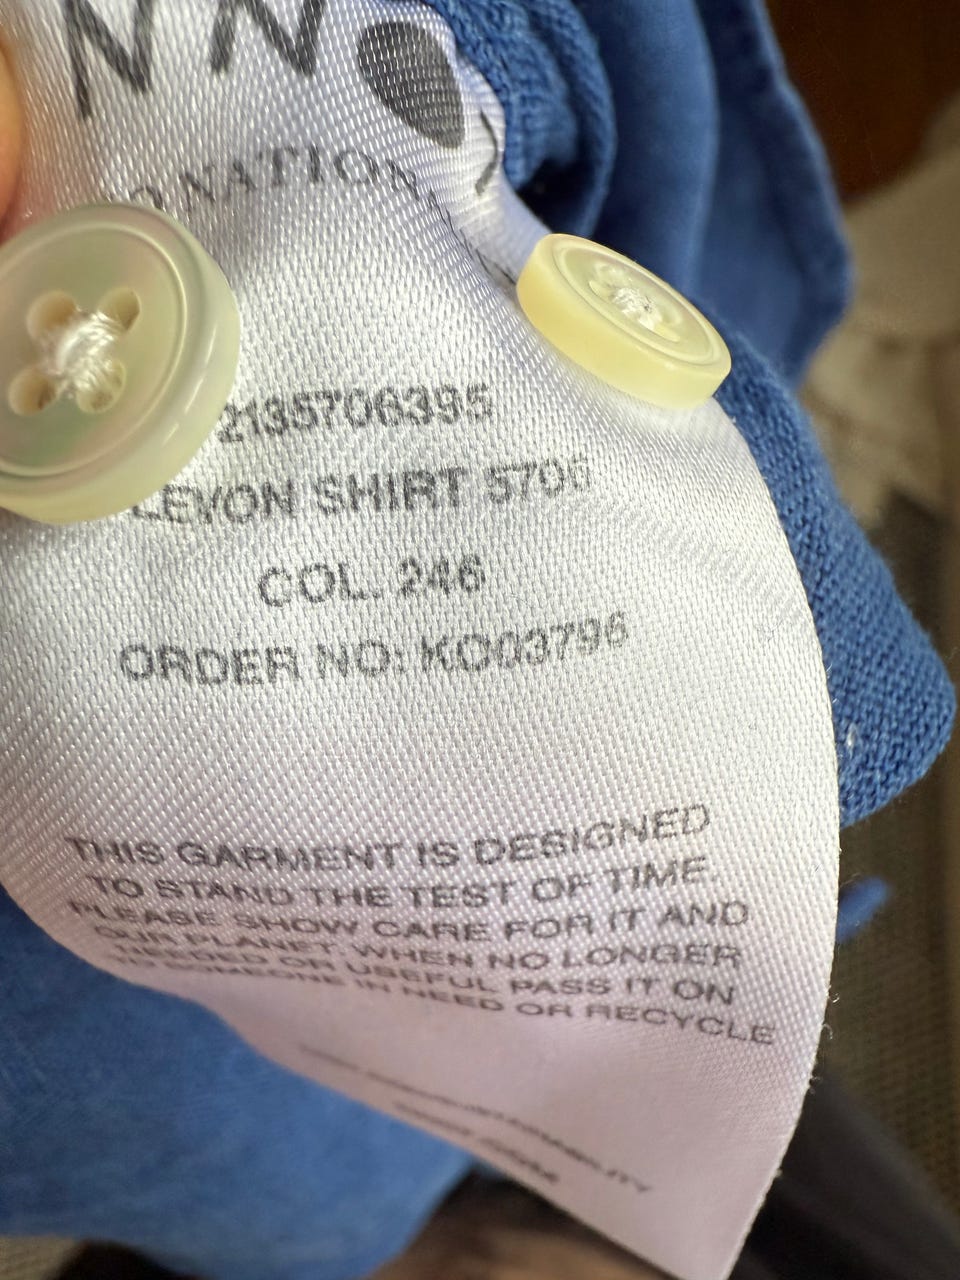 NN.
2135706395
LEVON SHIRT 5706
COL. 246
ORDER NO: KO03796
THIS GARMENT IS DESIGNED
TO STAND THE TEST OF TIME.
PLEASE SHOW CARE FOR IT AND
OUR PLANET. WHEN NO LONGER
NEEDED OR USEFUL PASS IT ON
TO SOMEONE IN NEED OR RECYCLE